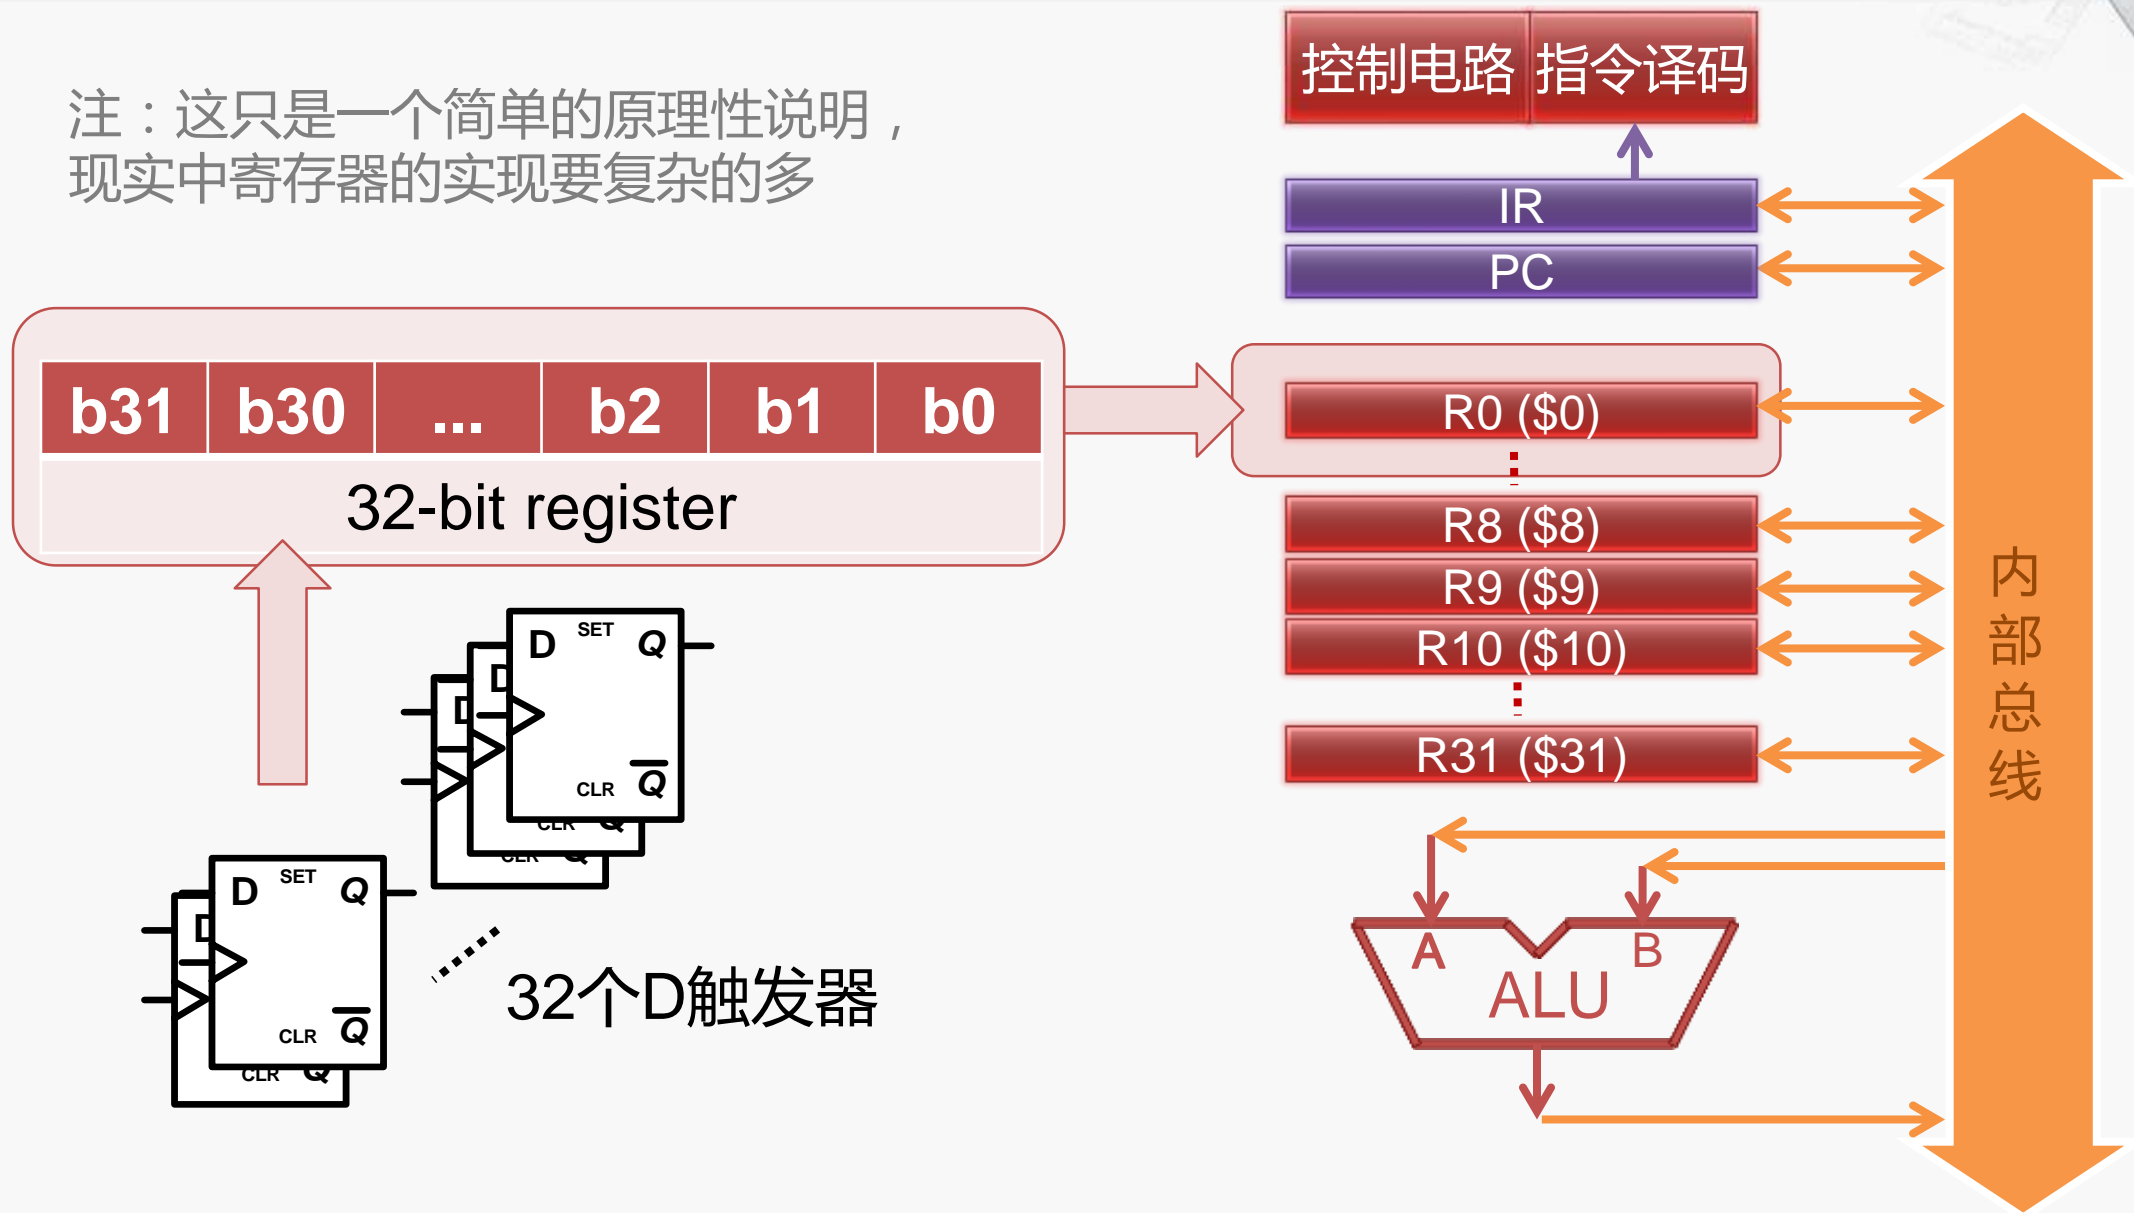 注：这只是一个简单的原理性说明，
现实中寄存器的实现要复杂的多
b31 b30 ... b2 b1 b0
32-bit register
D SET Q
D
D
CLR Q
CLR Q
CLR Q
D SET Q
D
CLR Q
CLR Q
32个D触发器
控制电路 指令译码
IR
PC
R0 ($0)
R8 ($8)
R9 ($9)
R10 ($10)
R31 ($31)
A B
ALU
内部总线